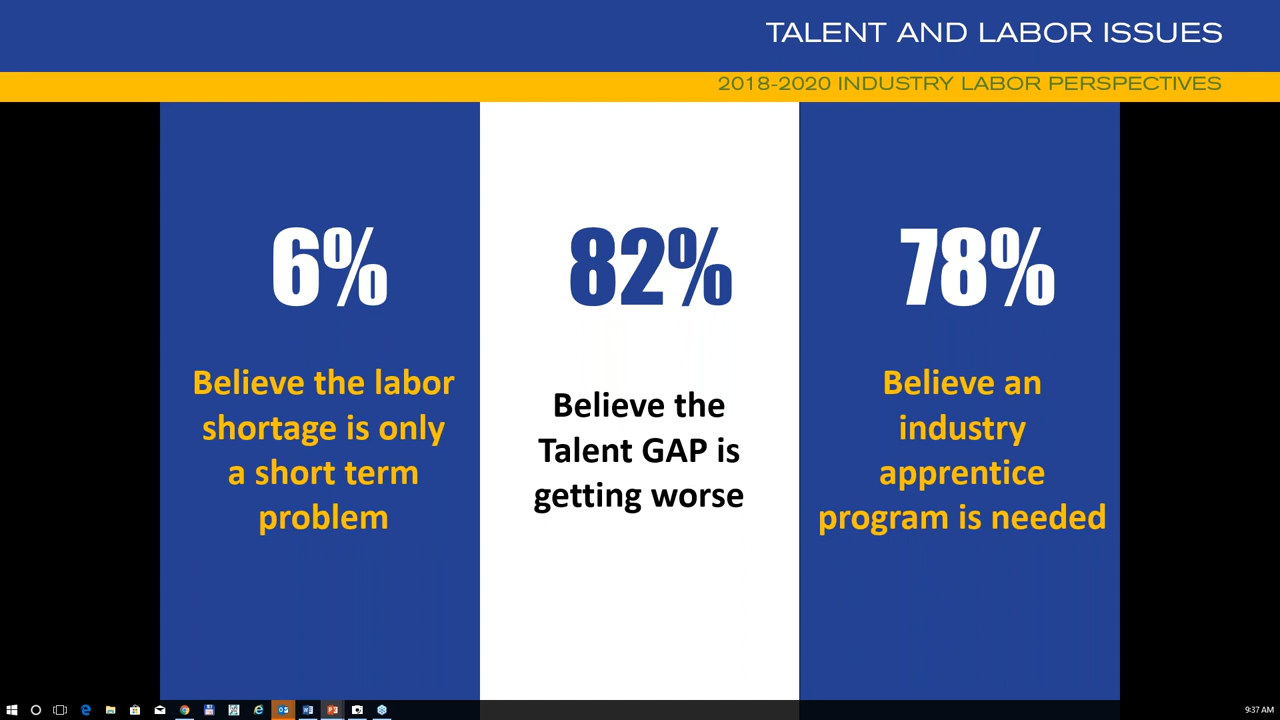 TALENT AND LABOR ISSUES
2018-2020 INDUSTRY LABOR PERSPECTIVES
6%
Believe the labor
shortage is only
a short term
problem
82%
Believe the
Talent GAP is
getting worse
78%
Believe an
industry
apprentice
program is needed
9:37 AM